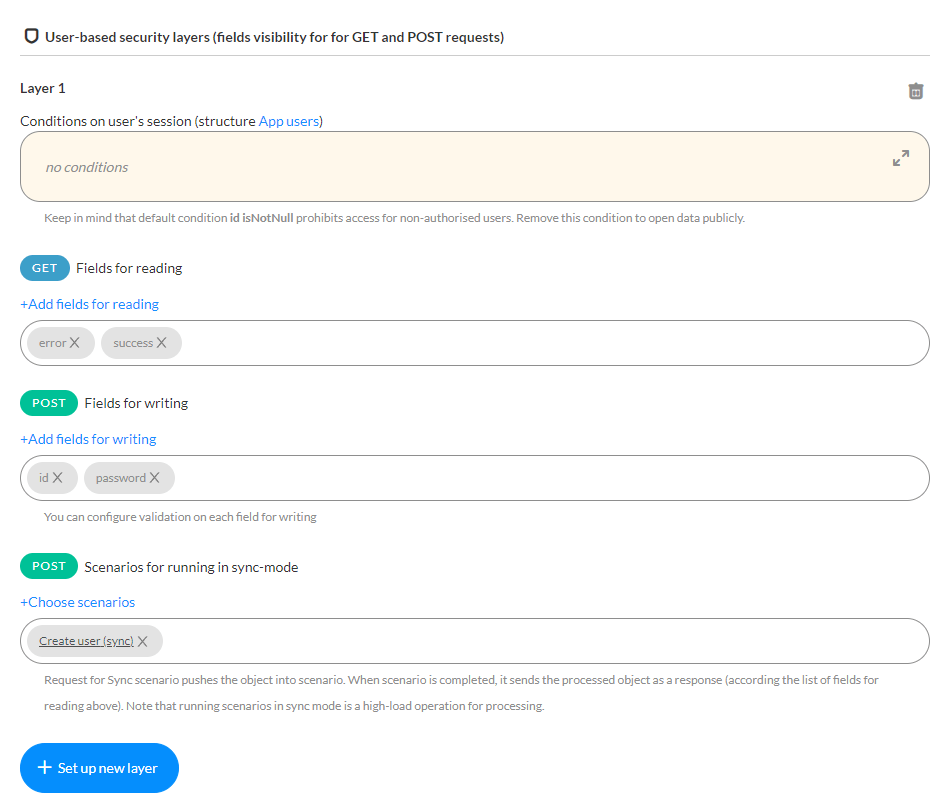 User-based security layers (fields visibility for for GET and POST requests)
Layer 1
Conditions on user's session (structure App users)
no conditions
Keep in mind that default condition id isNotNull prohibits access for non-authorised users. Remove this condition to open data publicly.
GET Fields for reading
+Add fields for reading
error X success X
POST Fields for writing
+Add fields for writing
id X password X
You can configure validation on each field for writing
POST Scenarios for running in sync-mode
+Choose scenarios
Create user (sync) X
Request for Sync scenario pushes the object into scenario. When scenario is completed, it sends the processed object as a response (according the list of fields for
reading above). Note that running scenarios in sync mode is a high-load operation for processing.
+ Set up new layer